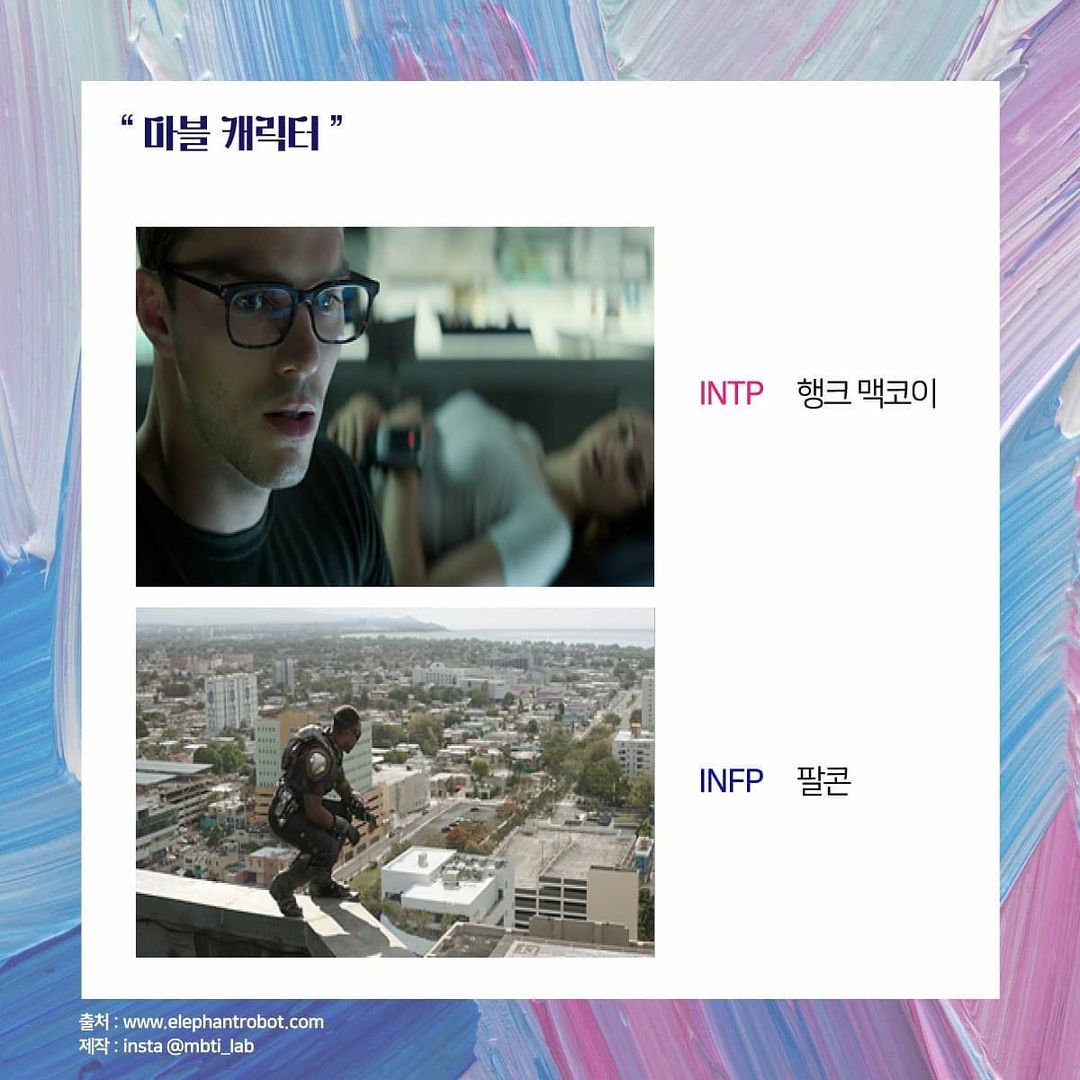 “ 마블 캐릭터 ”
INTP 행크 맥코이
INFP 팔콘
출처 : www.elephantrobot.com
제작 : insta @mbti_lab